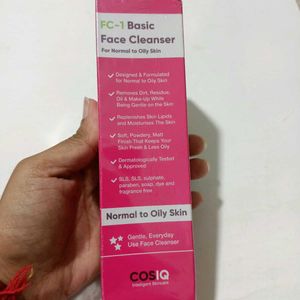 FC-1 Basic
Face Cleanser
For Normal to Oily Skin
Designed & Formulated
for Normal to Oily Skin
Removes Dirt, Residue,
Oil & Make-Up While
Being Gentle on the Skin
Replenishes Skin Lipids
and Moisturises The Skin
Soft, Powdery, Matt
Finish That Keeps Your
Skin Fresh & Less Oily
Dermatologically Tested
& Approved
SLS, SLS, sulphate,
paraben, soap, dye and
fragrance free
Normal to Oily Skin
Gentle, Everyday
Use Face Cleanser
COSIQ
Intelligent Skincare